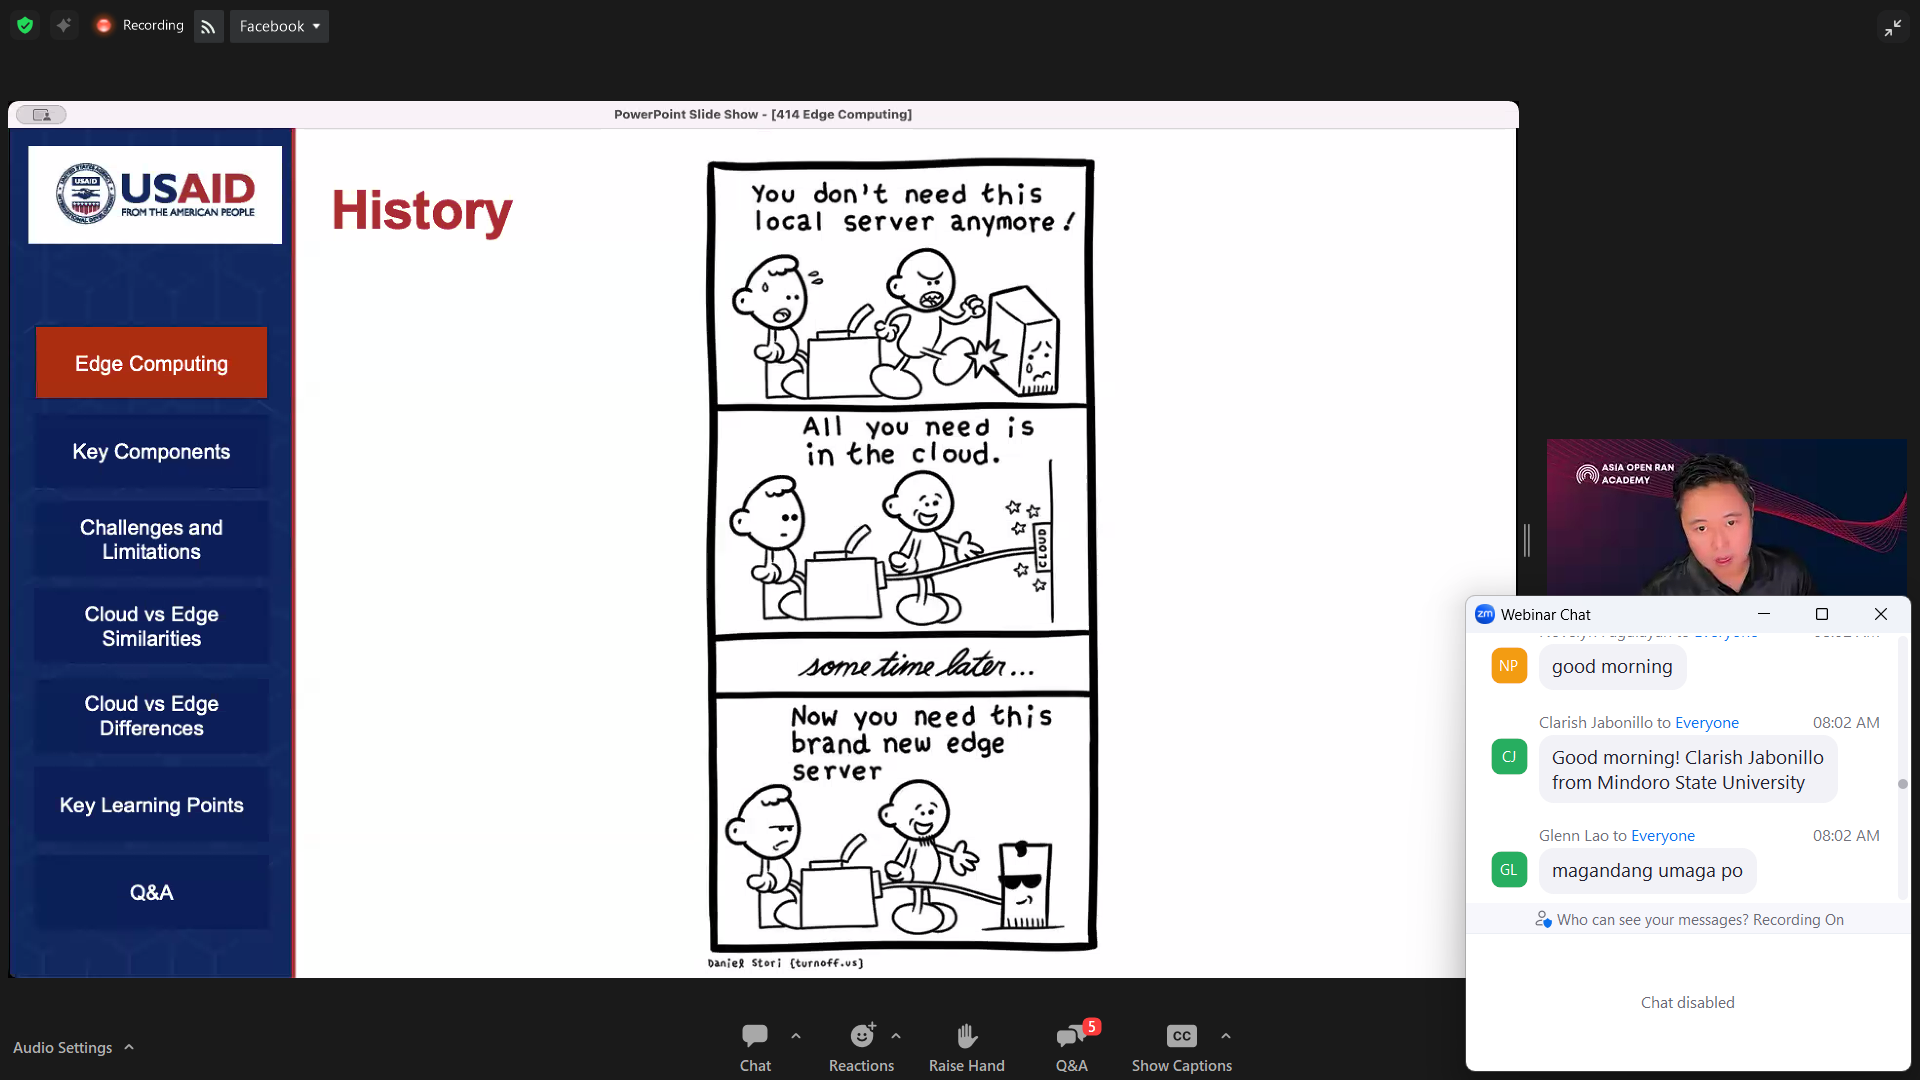 Recording
Facebook
PowerPoint Slide Show - [414 Edge Computing]
USAID
USAID
FROM THE AMERICAN PEOPLE
Edge Computing
Key Components
Challenges and
Limitations
Cloud vs Edge
Similarities
Cloud vs Edge
Differences
Key Learning Points
Q&A
History
You don't need this
local server anymore!
All you need is
in the cloud.
CLOUD
some time later...
Now you need this
brand new edge
server
Daniel Stori {turnoff.us}
ASIA OPEN RAN
ACADEMY
zm
Webinar Chat
NP
good morning
Clarish Jabonillo to Everyone
08:02 AM
CJ
Good morning! Clarish Jabonillo
from Mindoro State University
Glenn Lao to Everyone
08:02 AM
GL
magandang umaga po
Who can see your messages? Recording On
Chat disabled
Audio Settings
Chat
Reactions
Raise Hand
5
Q&A
CC
Show Captions